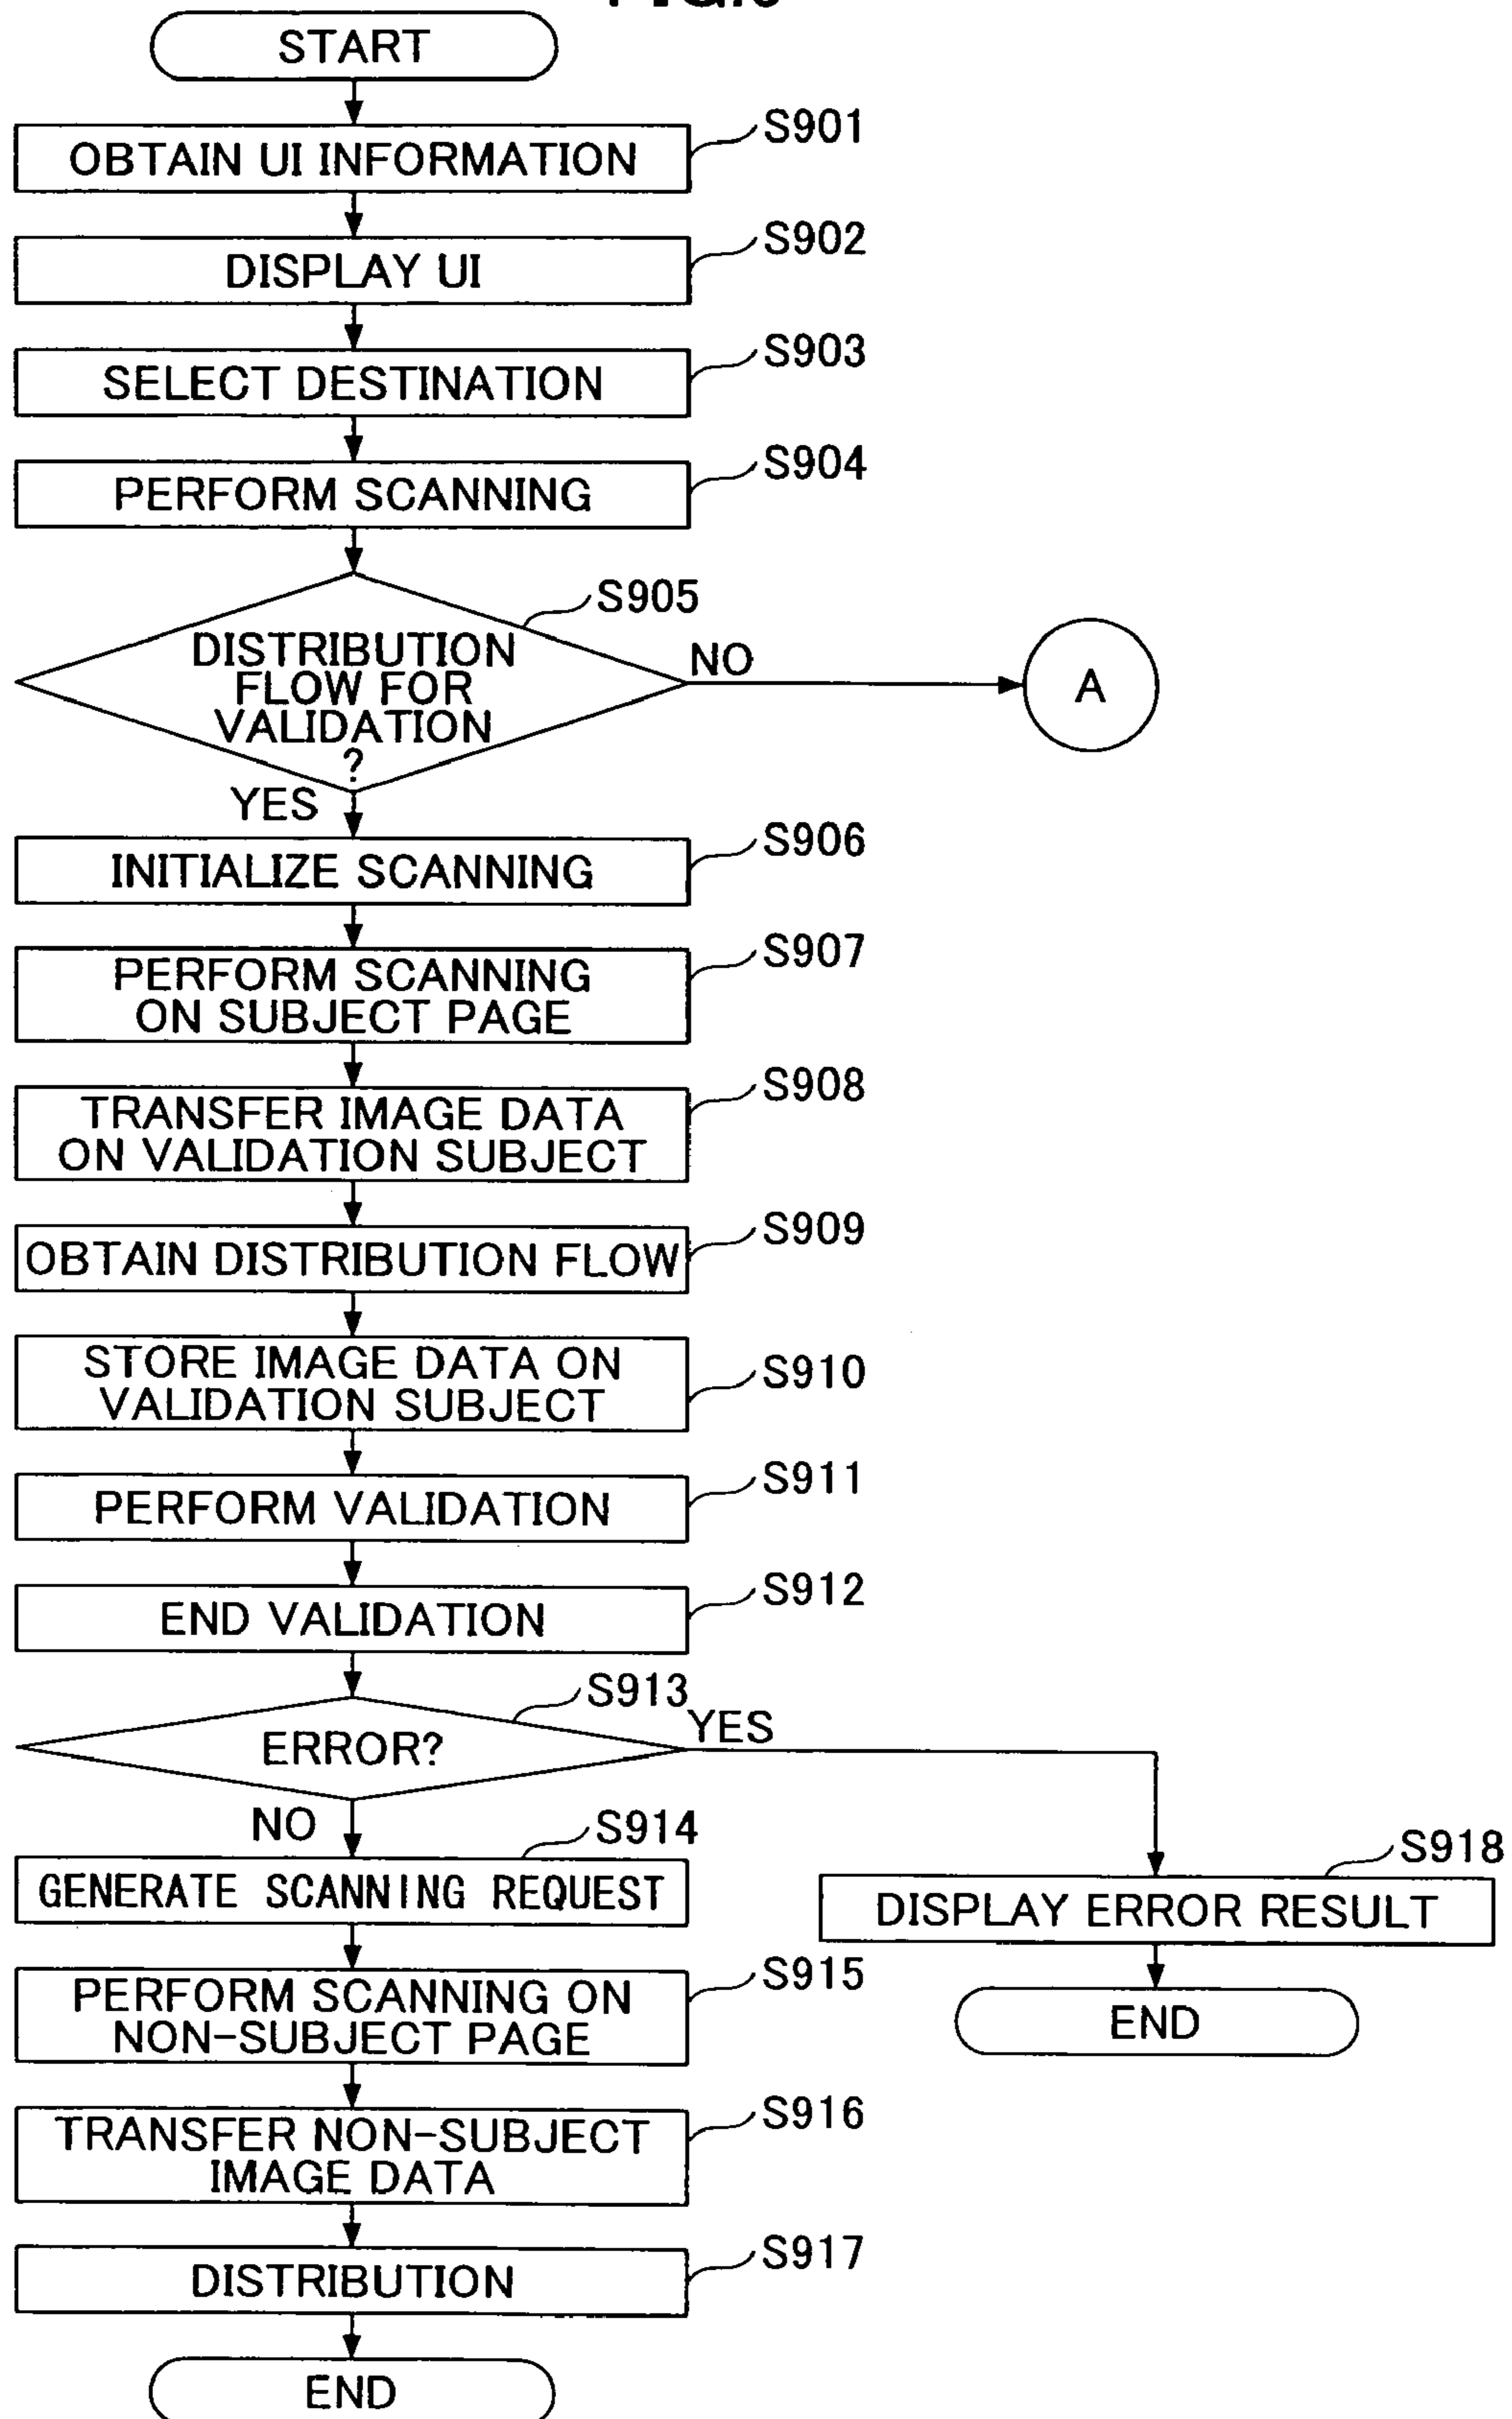 START
S901
OBTAIN UI INFORMATION
S902
DISPLAY UI
S903
SELECT DESTINATION
S904
PERFORM SCANNING
S905
DISTRIBUTION
FLOW FOR
VALIDATION
?
NO
A
YES
S906
INITIALIZE SCANNING
S907
PERFORM SCANNING
ON SUBJECT PAGE
S908
TRANSFER IMAGE DATA
ON VALIDATION SUBJECT
S909
OBTAIN DISTRIBUTION FLOW
S910
STORE IMAGE DATA ON
VALIDATION SUBJECT
S911
PERFORM VALIDATION
S912
END VALIDATION
S913
ERROR?
YES
NO
S914
GENERATE SCANNING REQUEST
S918
DISPLAY ERROR RESULT
END
S915
PERFORM SCANNING ON
NON-SUBJECT PAGE
S916
TRANSFER NON-SUBJECT
IMAGE DATA
S917
DISTRIBUTION
END